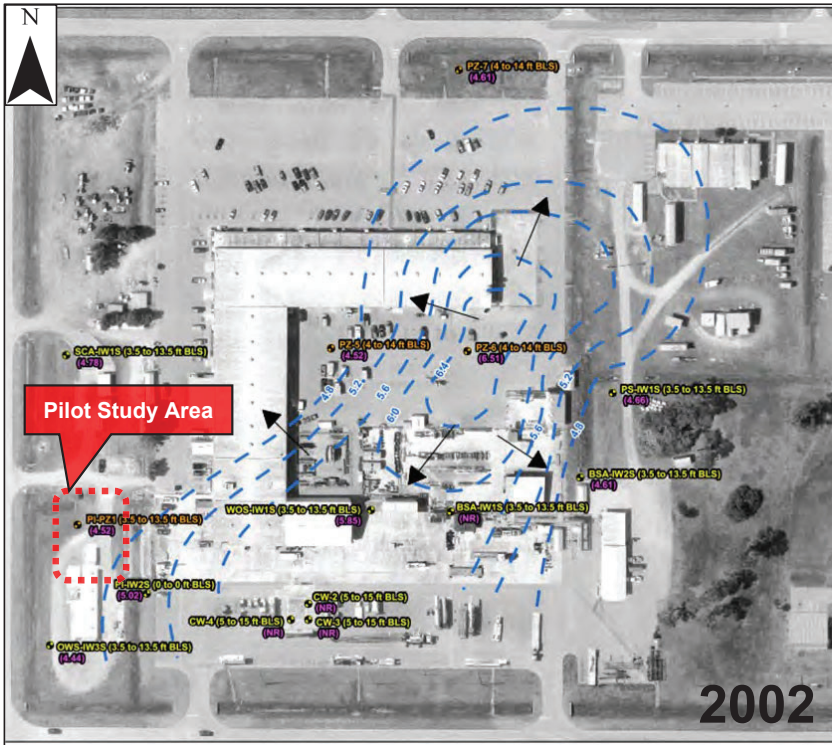 N
PZ-7 (4 to 14 ft BLS)
(4.61)
SCA-IW1S (3.5 to 13.5 ft BLS)
(4.78)
PZ-5 (4 to 14 ft BLS)
(4.52)
PZ-6 (4 to 14 ft BLS)
(6.51)
6.4
4.8
5.2
5.6
6.0
5.2
5.6
4.8
PS-IW1S (3.5 to 13.5 ft BLS)
(4.66)
Pilot Study Area
BSA-IW2S (3.5 to 13.5 ft BLS)
(4.61)
WOS-IW1S (3.5 to 13.5 ft BLS)
(5.85)
BSA-IW1S (3.5 to 13.5 ft BLS)
(NR)
PI-PZ1 (3.5 to 13.5 ft BLS)
(4.52)
PI-IW2S (0 to 0 ft BLS)
(5.02)
CW-2 (5 to 15 ft BLS)
(NR)
CW-4 (5 to 15 ft BLS)
(NR)
CW-3 (5 to 15 ft BLS)
(NR)
OWS-IW3S (3.5 to 13.5 ft BLS)
(4.44)
2002